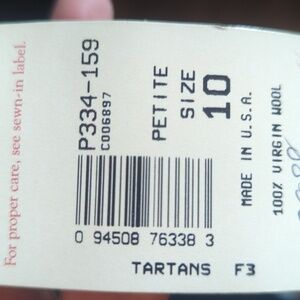 For proper care, see sewn-in label.
P334-159
C006897
PETITE
SIZE
10
MADE IN U.S.A.
100% VIRGIN WOOL
0 94508 76338 3
TARTANS F3